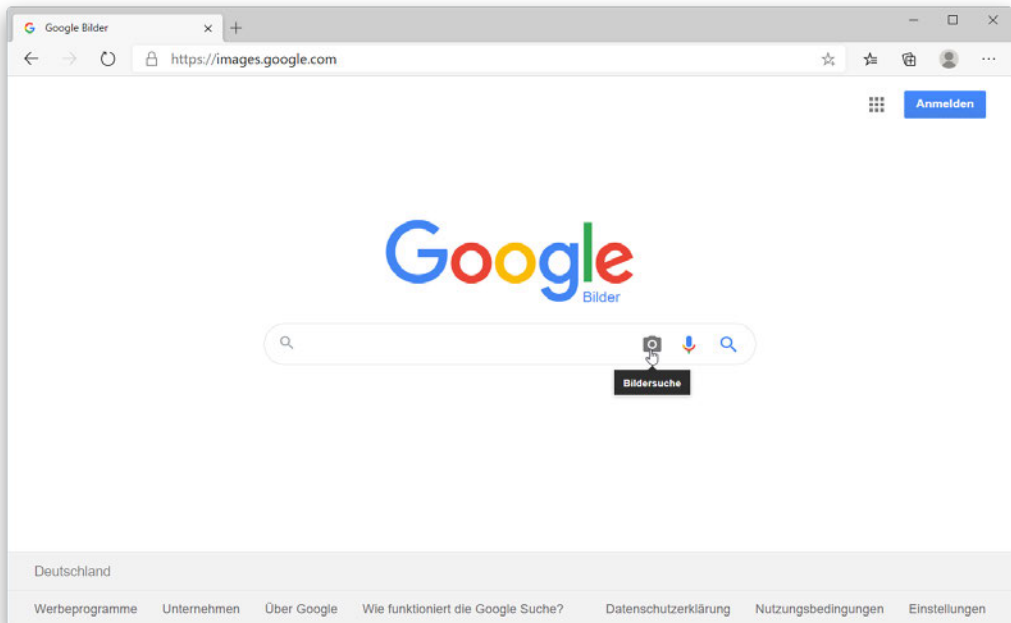 Google Bilder
https://images.google.com
Anmelden
Google
Bilder
Bildersuche
Deutschland
Werbeprogramme Unternehmen Über Google Wie funktioniert die Google Suche? Datenschutzerklärung Nutzungsbedingungen Einstellungen